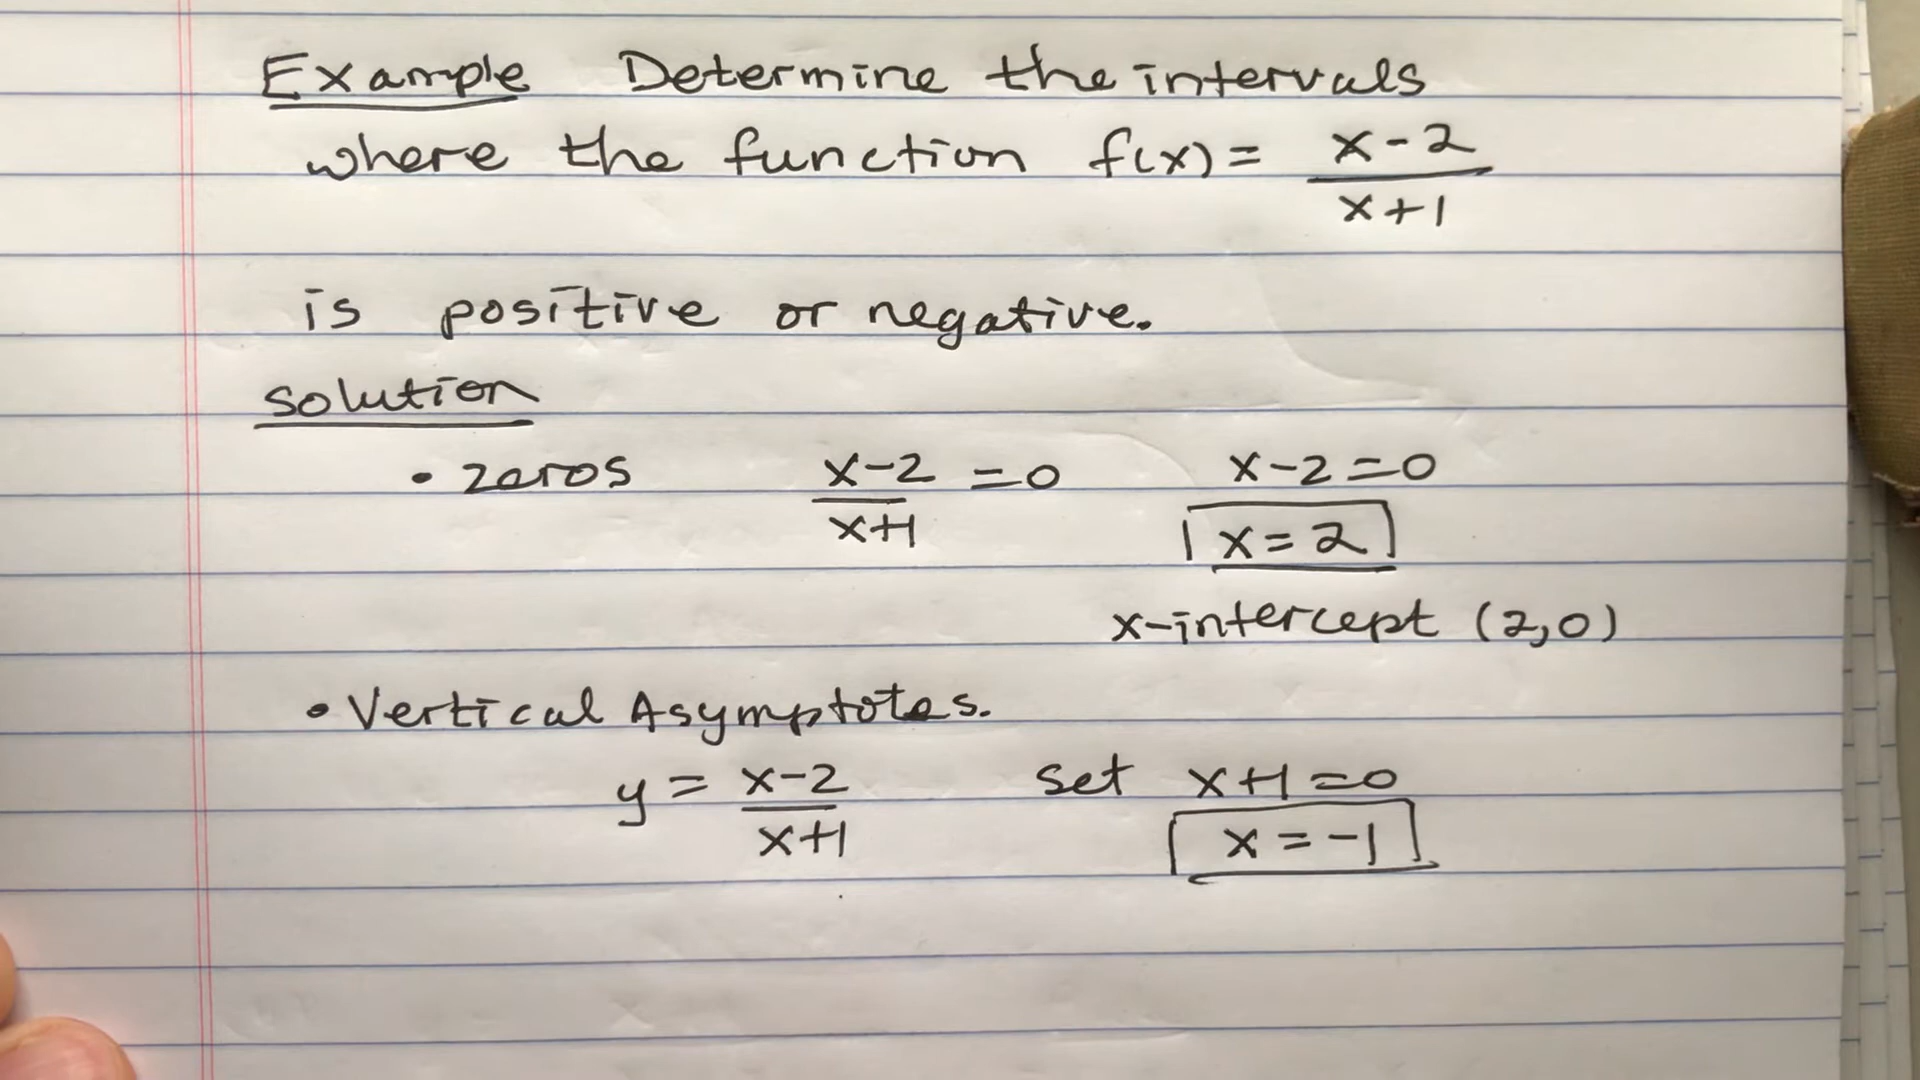 Example Determine the intervals
where the function f(x) = x-2 / x+1
is positive or negative.
solution
• zeros x-2 / x+1 = 0 x-2=0
x = 2
x-intercept (2,0)
• Vertical Asymptotes.
y = x-2 / x+1 set x+1=0
x = -1